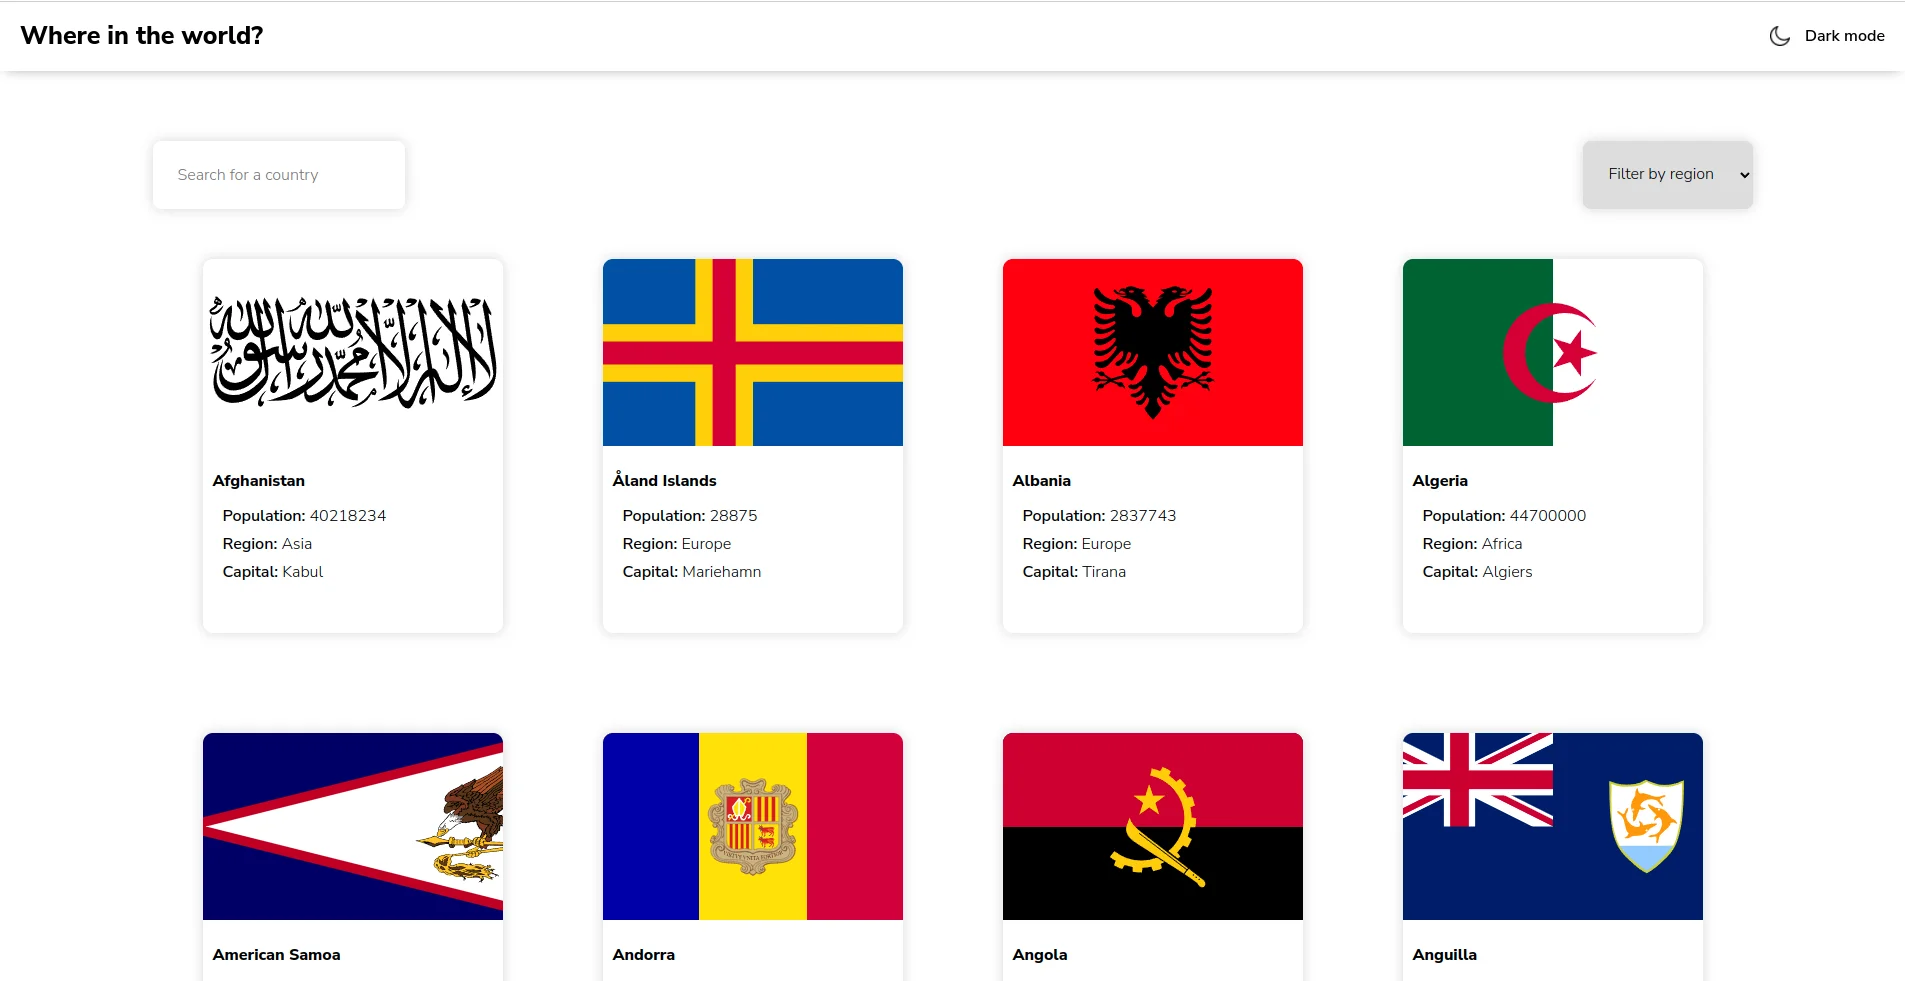 Where in the world?
Dark mode
Search for a country
Filter by region
لا إله إلا الله محمد رسول الله
Afghanistan
Population: 40218234
Region: Asia
Capital: Kabul
Åland Islands
Population: 28875
Region: Europe
Capital: Mariehamn
Albania
Population: 2837743
Region: Europe
Capital: Tirana
Algeria
Population: 44700000
Region: Africa
Capital: Algiers
American Samoa
Andorra
Angola
Anguilla